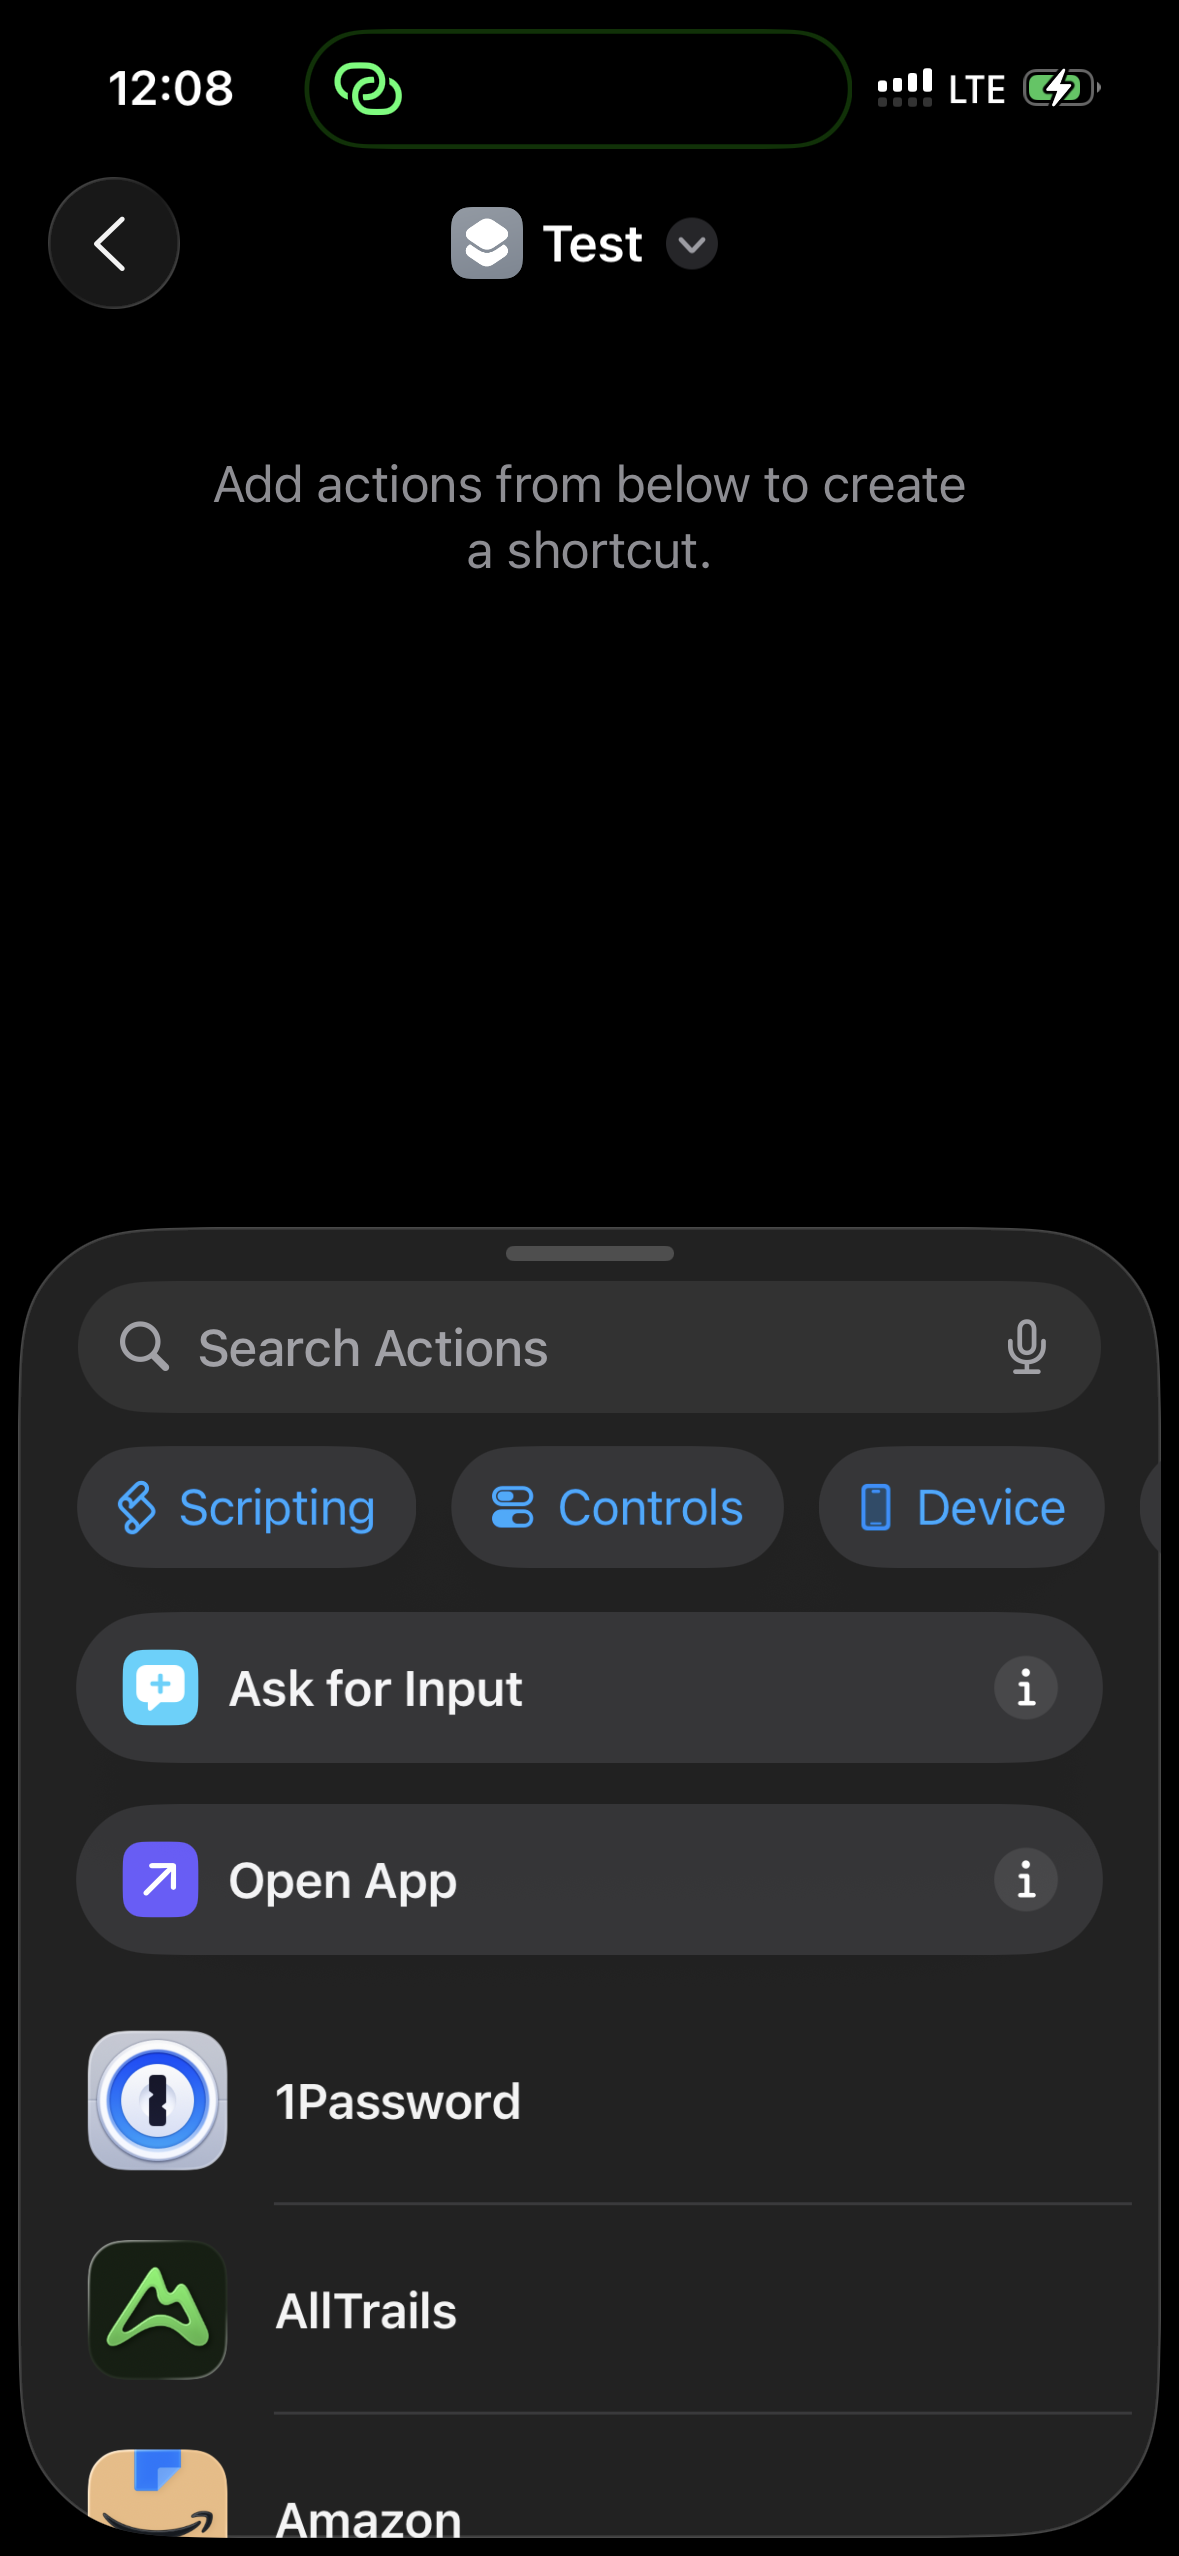 12:08
LTE
Test
Add actions from below to create
a shortcut.
Search Actions
Scripting
Controls
Device
Ask for Input
Open App
1Password
AllTrails
Amazon